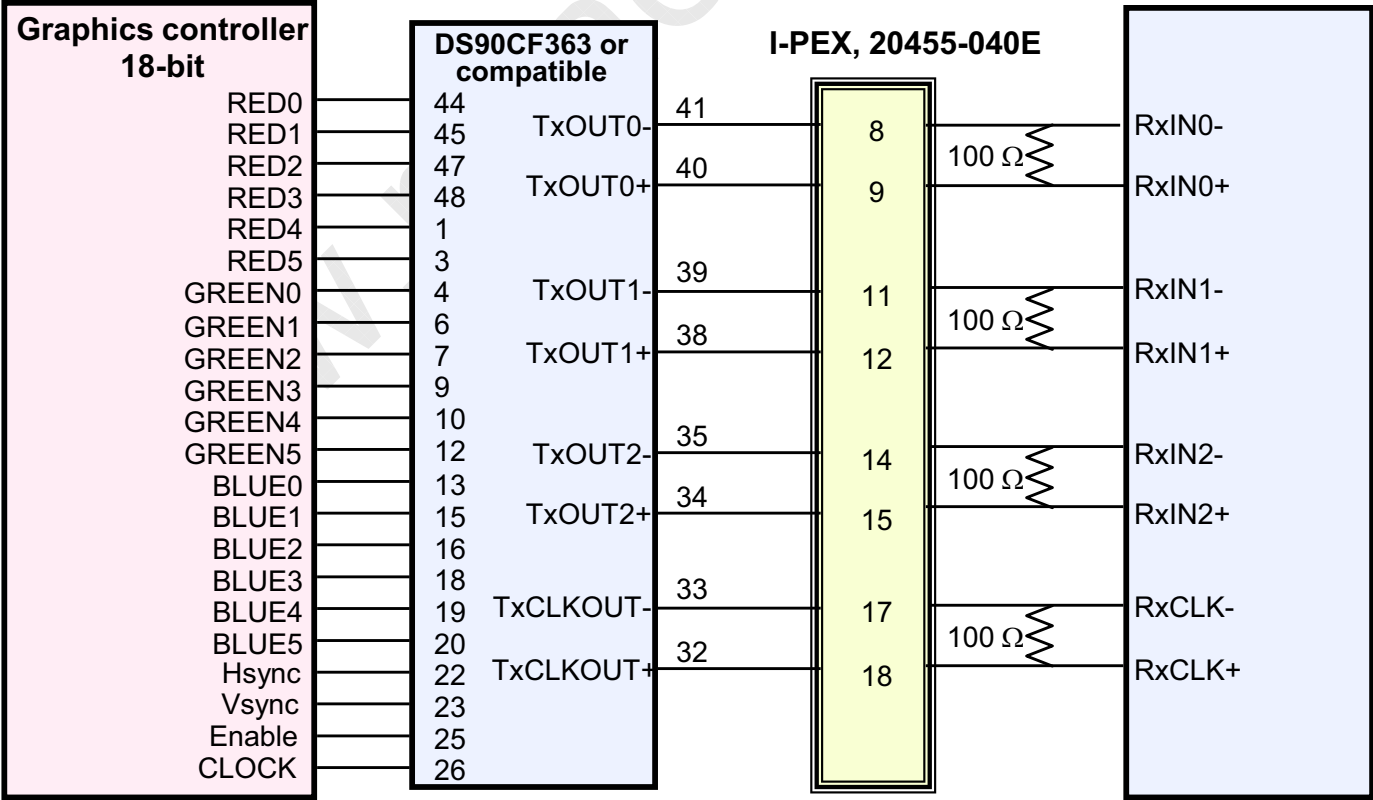 Graphics controller
18-bit
RED0
RED1
RED2
RED3
RED4
RED5
GREEN0
GREEN1
GREEN2
GREEN3
GREEN4
GREEN5
BLUE0
BLUE1
BLUE2
BLUE3
BLUE4
BLUE5
Hsync
Vsync
Enable
CLOCK
DS90CF363 or
compatible
44
45
47
48
1
3
4
6
7
9
10
12
13
15
16
18
19
20
22
23
25
26
TxOUT0-
TxOUT0+
TxOUT1-
TxOUT1+
TxOUT2-
TxOUT2+
TxCLKOUT-
TxCLKOUT+
41
40
39
38
35
34
33
32
I-PEX, 20455-040E
8
9
11
12
14
15
17
18
100 Ω
100 Ω
100 Ω
100 Ω
RxIN0-
RxIN0+
RxIN1-
RxIN1+
RxIN2-
RxIN2+
RxCLK-
RxCLK+